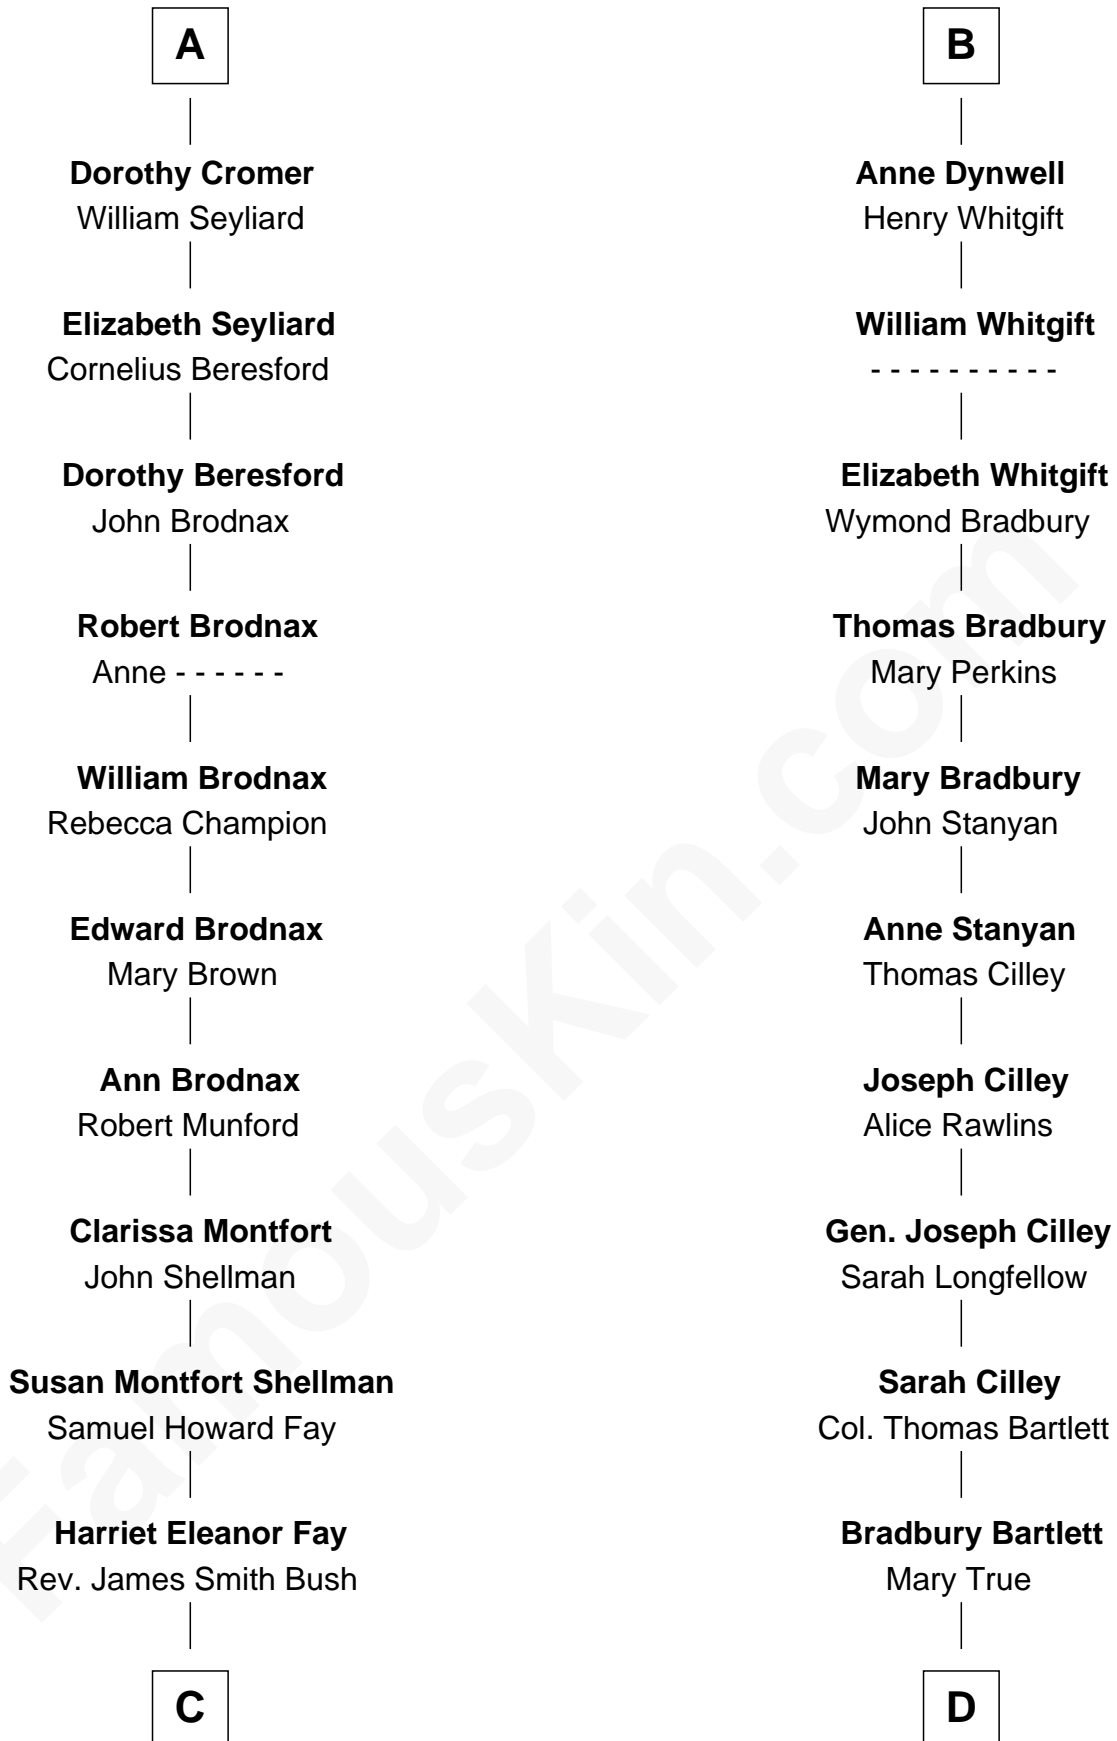 A
Dorothy Cromer
William Seyliard
Elizabeth Seyliard
Cornelius Beresford
Dorothy Beresford
John Brodnax
Robert Brodnax
Anne - - - - - -
William Brodnax
Rebecca Champion
Edward Brodnax
Mary Brown
Ann Brodnax
Robert Munford
Clarissa Montfort
John Shellman
Susan Montfort Shellman
Samuel Howard Fay
Harriet Eleanor Fay
Rev. James Smith Bush
C
B
Anne Dynwell
Henry Whitgift
William Whitgift
- - - - - - - - - -
Elizabeth Whitgift
Wymond Bradbury
Thomas Bradbury
Mary Perkins
Mary Bradbury
John Stanyan
Anne Stanyan
Thomas Cilley
Joseph Cilley
Alice Rawlins
Gen. Joseph Cilley
Sarah Longfellow
Sarah Cilley
Col. Thomas Bartlett
Bradbury Bartlett
Mary True
D
FamousKin.com